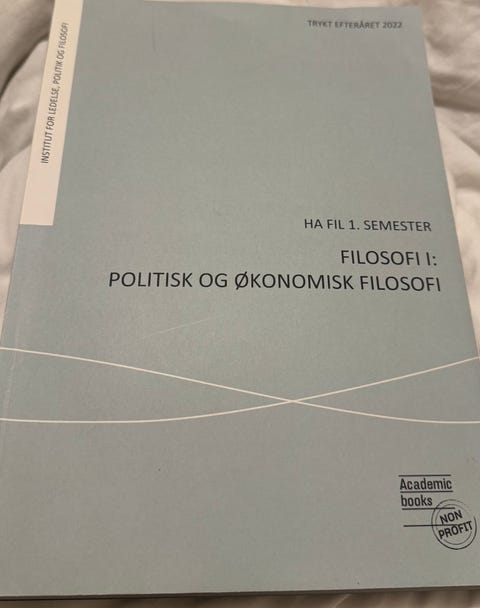 TRYKT EFTERÅRET 2022
INSTITUT FOR LEDELSE, POLITIK OG FILOSOFI
HA FIL 1. SEMESTER
FILOSOFI I:
POLITISK OG ØKONOMISK FILOSOFI
Academic
books
NON
PROFIT